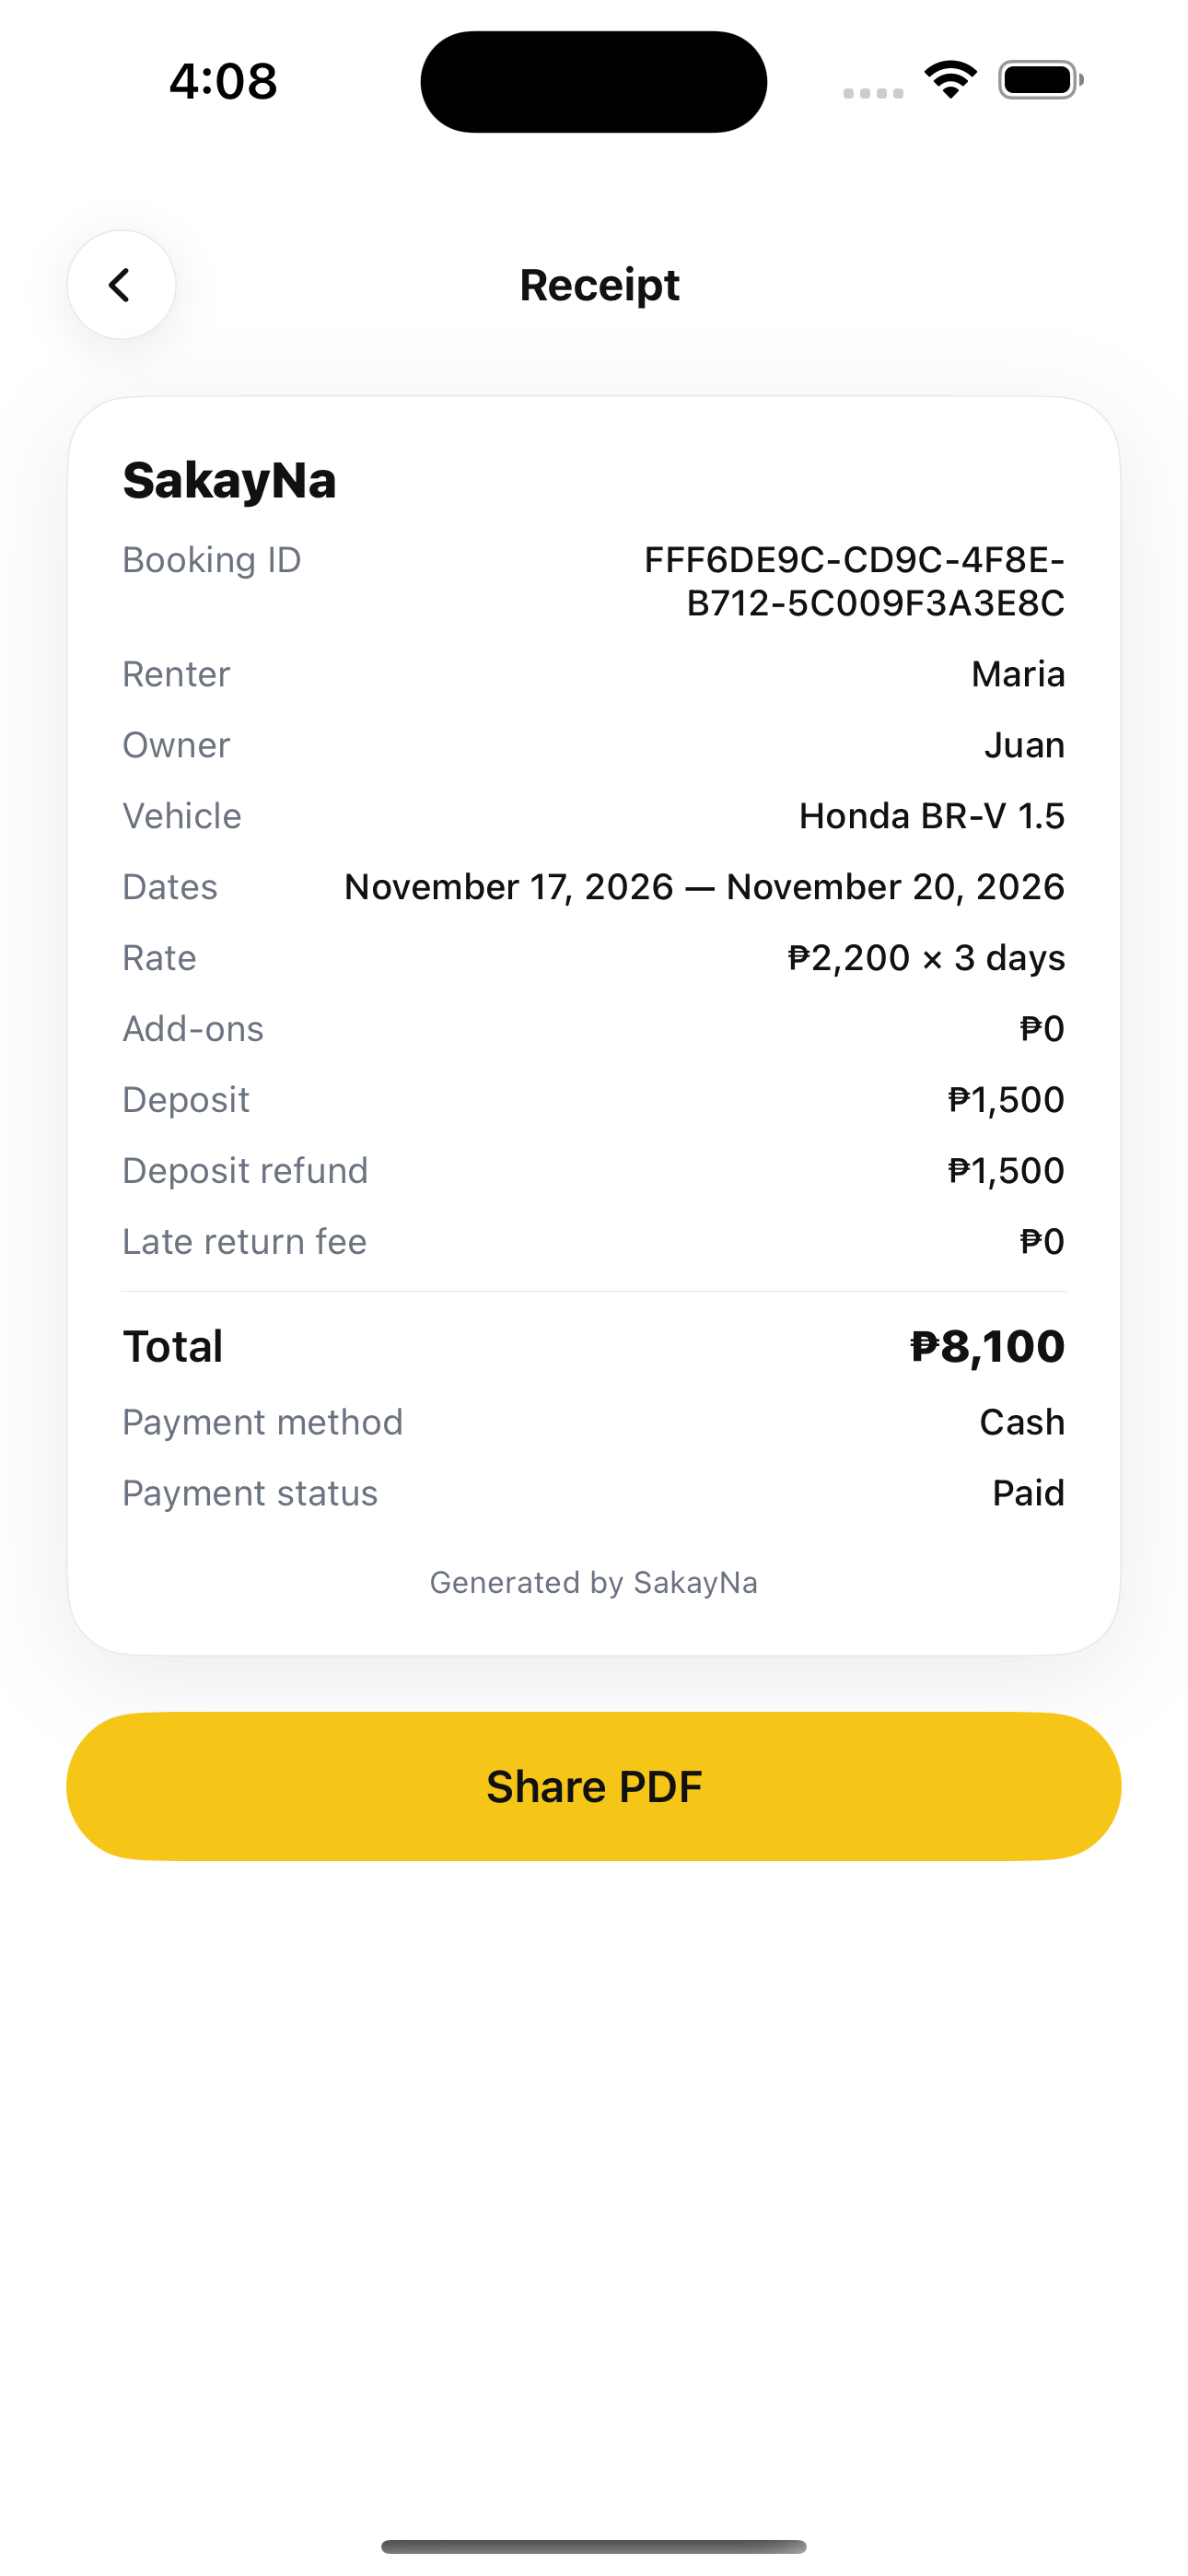 4:08
Receipt
SakayNa
Booking ID FFF6DE9C-CD9C-4F8E-
B712-5C009F3A3E8C
Renter Maria
Owner Juan
Vehicle Honda BR-V 1.5
Dates November 17, 2026 — November 20, 2026
Rate ₱2,200 × 3 days
Add-ons ₱0
Deposit ₱1,500
Deposit refund ₱1,500
Late return fee ₱0
Total ₱8,100
Payment method Cash
Payment status Paid
Generated by SakayNa
Share PDF